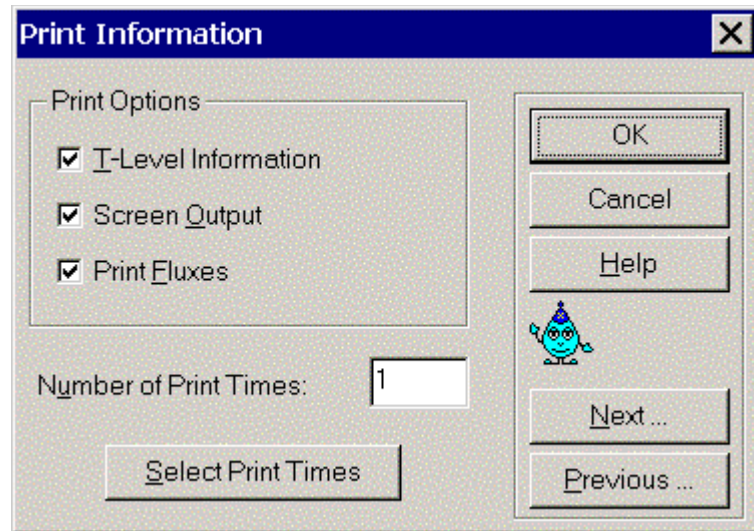 Print Information
Print Options
T-Level Information
Screen Output
Print Fluxes
Number of Print Times:
1
Select Print Times
OK
Cancel
Help
Next ...
Previous ...